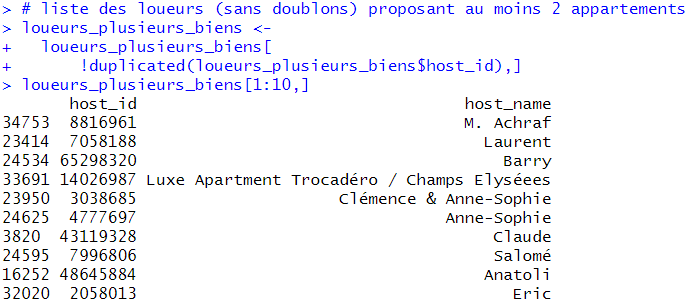 > # liste des loueurs (sans doublons) proposant au moins 2 appartements
> loueurs_plusieurs_biens <-
+   loueurs_plusieurs_biens[
+       !duplicated(loueurs_plusieurs_biens$host_id),]
> loueurs_plusieurs_biens[1:10,]
host_id host_name
34753 8816961 M. Achraf
23414 7058188 Laurent
24534 65298320 Barry
33691 14026987 Luxe Apartment Trocadéro / Champs Elyséees
23950 3038685 Clémence & Anne-Sophie
24625 4777697 Anne-Sophie
3820 43119328 Claude
24595 7996806 Salomé
16252 48645884 Anatoli
32020 2058013 Eric